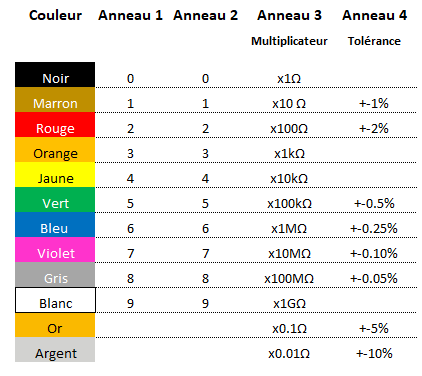 Couleur Anneau 1 Anneau 2 Anneau 3 Anneau 4
Multiplicateur Tolérance
Noir 0 0 x1Ω
Marron 1 1 x10 Ω +-1%
Rouge 2 2 x100Ω +-2%
Orange 3 3 x1kΩ
Jaune 4 4 x10kΩ
Vert 5 5 x100kΩ +-0.5%
Bleu 6 6 x1MΩ +-0.25%
Violet 7 7 x10MΩ +-0.10%
Gris 8 8 x100MΩ +-0.05%
Blanc 9 9 x1GΩ
Or x0.1Ω +-5%
Argent x0.01Ω +-10%